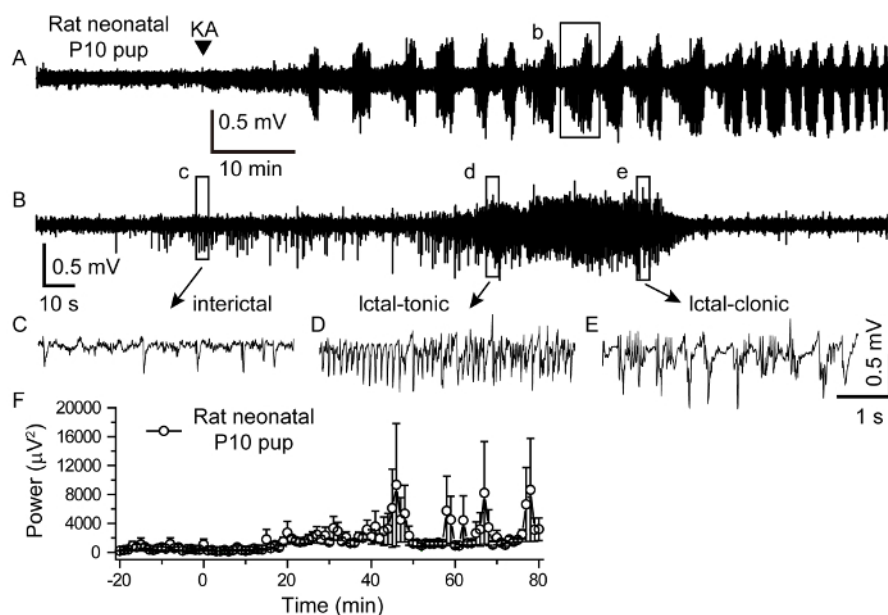 Rat neonatal
P10 pup
KA
b
A
0.5 mV
10 min
c
d
e
B
0.5 mV
10 s
interictal
Ictal-tonic
Ictal-clonic
C
D
E
0.5 mV
1 s
F
Rat neonatal
P10 pup
Power (μV²)
20000
16000
12000
8000
4000
0
-20 0 20 40 60 80
Time (min)